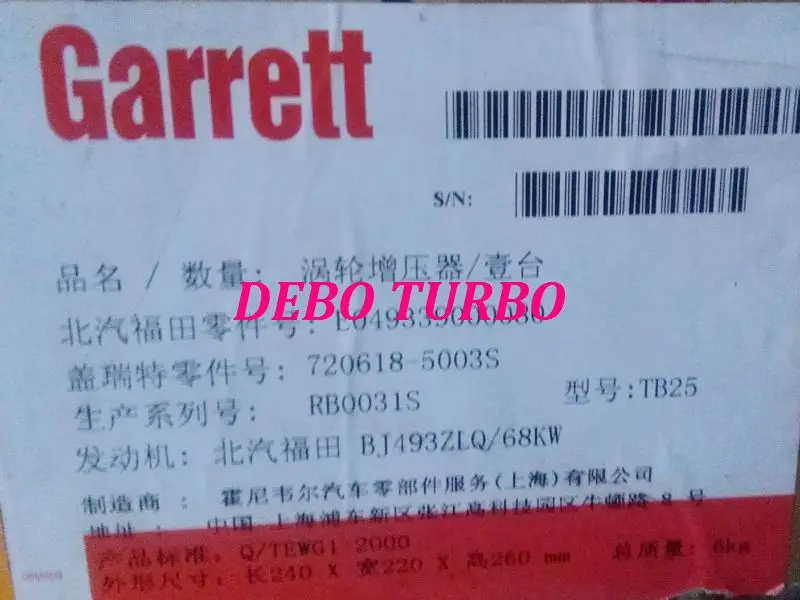 Garrett
S/N:
品名 / 数量: 涡轮增压器/壹台
DEBO TURBO
北汽福田零件号: E049339000080
盖瑞特零件号: 720618-5003S
生产系列号: RB0031S 型号:TB25
发动机: 北汽福田 BJ493ZLQ/68KW
制造商 : 霍尼韦尔汽车零部件服务(上海)有限公司
地址 : 中国 上海浦东新区张江高科技园区牛顿路 8 号
产品标准: Q/TEWG1 2000
外形尺寸: 长240 X 宽220 X 高260 mm 总质量: 6kg